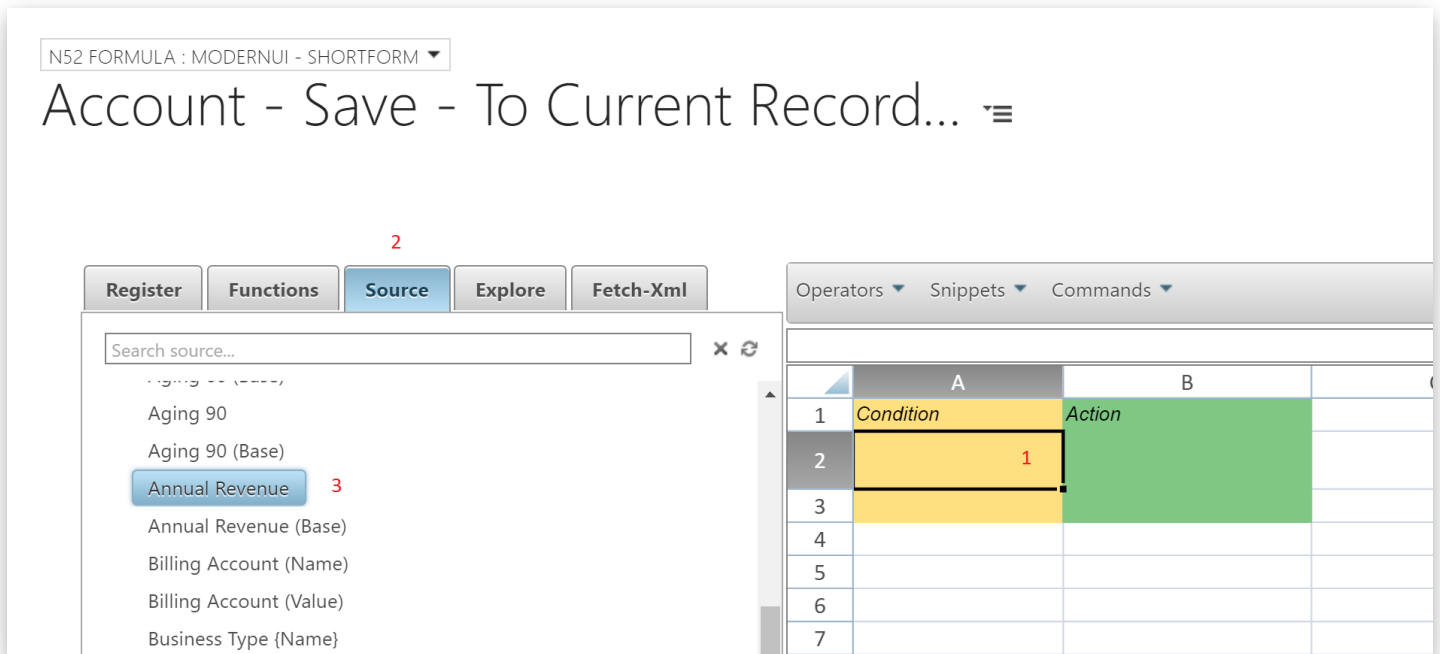 N52 FORMULA : MODERNUI - SHORTFORM
Account - Save - To Current Record...
2
Register Functions Source Explore Fetch-Xml
Operators Snippets Commands
Search source...
A B
Aging 90
Aging 90 (Base)
Annual Revenue 3
Annual Revenue (Base)
Billing Account (Name)
Billing Account (Value)
Business Type {Name}
1 Condition Action
2 1
3
4
5
6
7